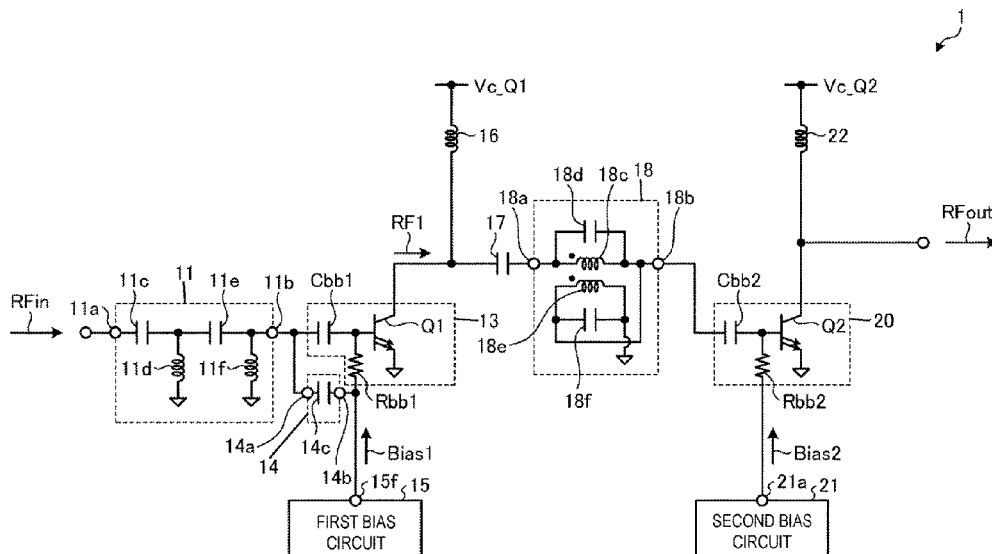 1
Vc_Q1
Vc_Q2
16
22
18d
18c
18
18a
18b
RF1
17
RFout
11c
11
11e
Cbb1
Cbb2
RFin
11a
11b
Q1
13
Q2
20
11d
11f
18e
Rbb1
18f
Rbb2
14a
14c
14
14b
Bias1
Bias2
15f
15
21a
21
FIRST BIAS
CIRCUIT
SECOND BIAS
CIRCUIT